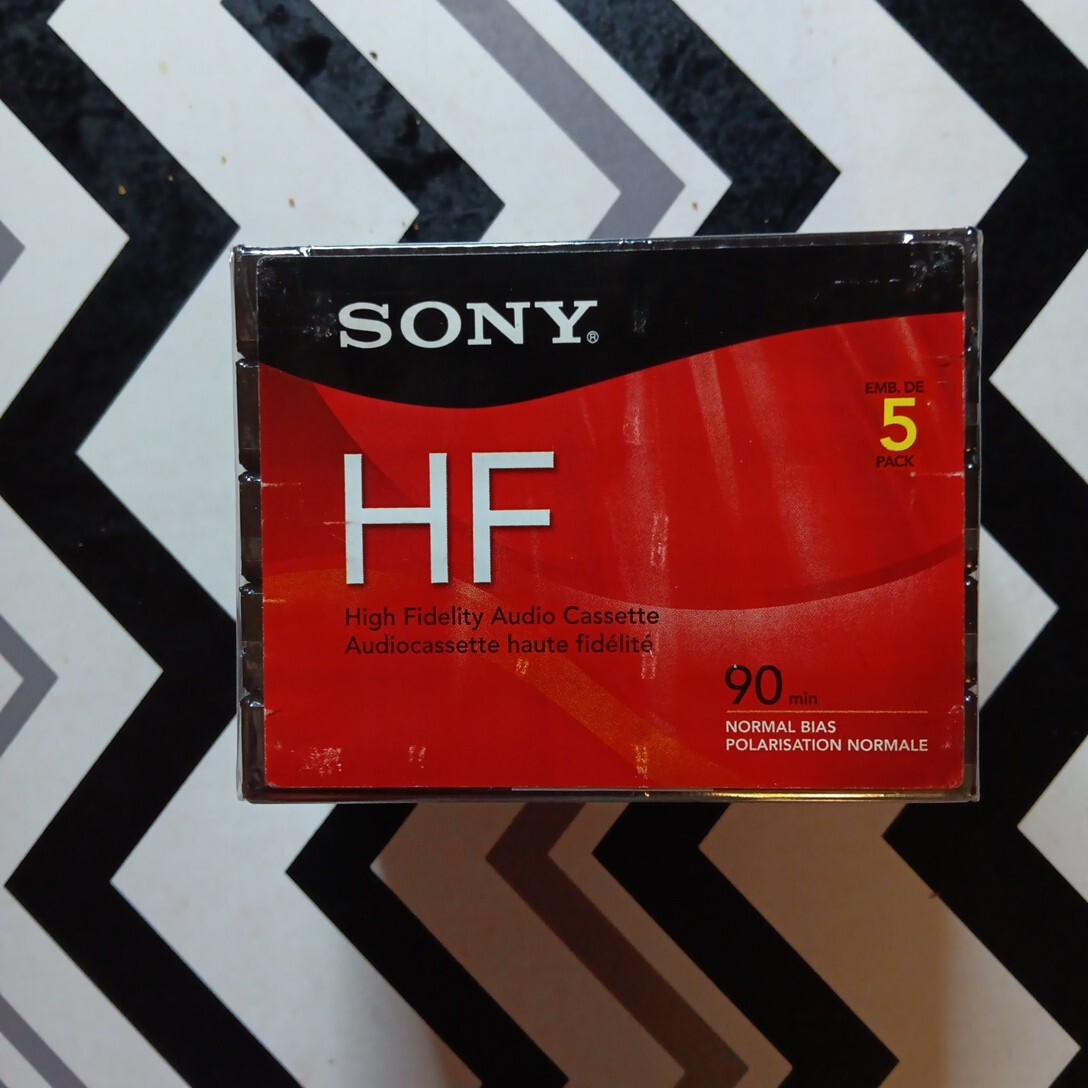 SONY®
EMB. DE
5
PACK
HF
High Fidelity Audio Cassette
Audiocassette haute fidélité
90 min
NORMAL BIAS
POLARISATION NORMALE